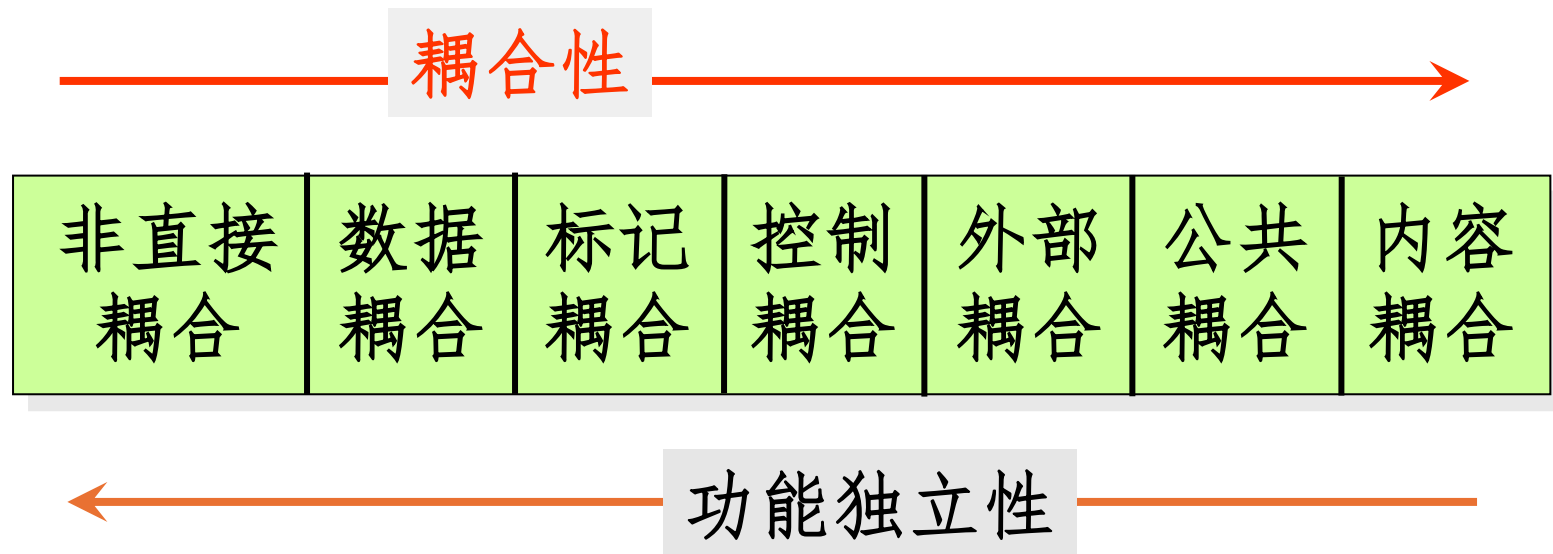 耦合性
非直接 数据 标记 控制 外部 公共 内容
耦合 耦合 耦合 耦合 耦合 耦合 耦合
功能独立性